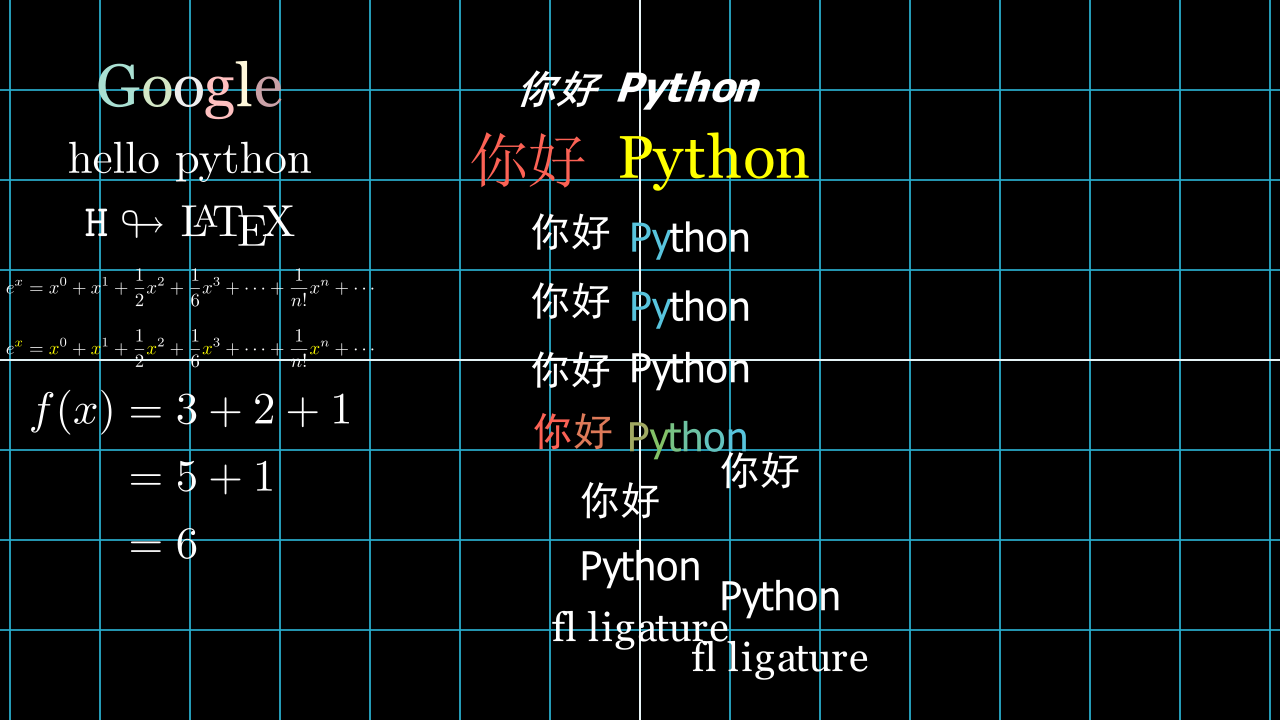 Google
hello python
H ↬ LATEX
e^x = x^0 + x^1 + 1/2 x^2 + 1/6 x^3 + ··· + 1/n! x^n + ···
e^x = x^0 + x^1 + 1/2 x^2 + 1/6 x^3 + ··· + 1/n! x^n + ···
f(x) = 3 + 2 + 1
= 5 + 1
= 6
你好 Python
你好 Python
你好 Python
你好 Python
你好 Python
你好 Python
你好
Python
fl ligature
你好
Python
fl ligature